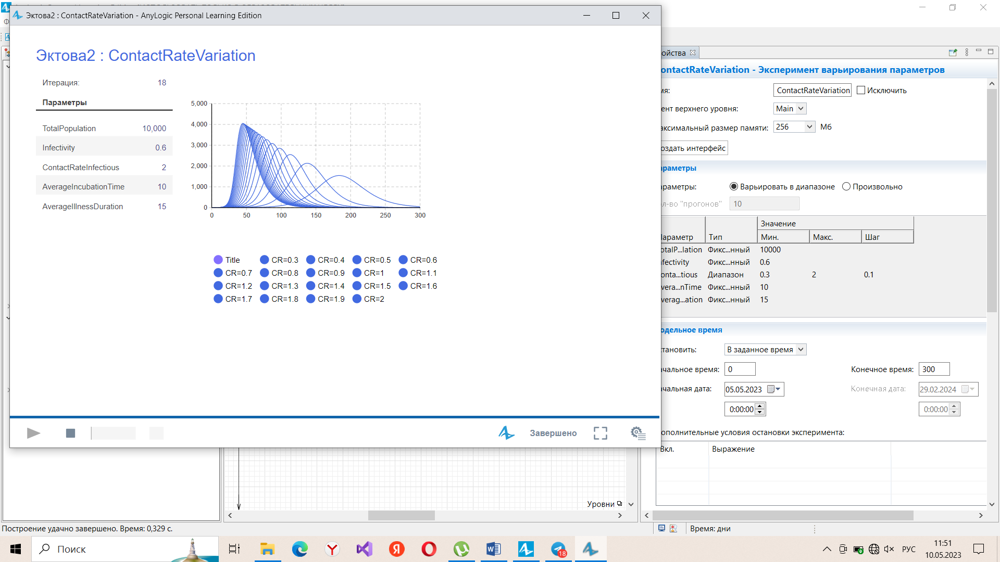 Эктова2 : ContactRateVariation - AnyLogic Personal Learning Edition
Эктова2 : ContactRateVariation
Итерация: 18
Параметры
TotalPopulation 10,000
Infectivity 0.6
ContactRateInfectious 2
AverageIncubationTime 10
AverageIllnessDuration 15
5,000
4,000
3,000
2,000
1,000
0
0 50 100 150 200 250 300
Title CR=0.3 CR=0.4 CR=0.5 CR=0.6
CR=0.7 CR=0.8 CR=0.9 CR=1 CR=1.1
CR=1.2 CR=1.3 CR=1.4 CR=1.5 CR=1.6
CR=1.7 CR=1.8 CR=1.9 CR=2
Завершено
ойства
ontactRateVariation - Эксперимент варьирования параметров
мя: ContactRateVariation Исключить
ент верхнего уровня: Main
аксимальный размер памяти: 256 Мб
оздать интерфейс
араметры
араметры: Варьировать в диапазоне Произвольно
л-во "прогонов" 10
Значение
араметр Тип Мин. Макс. Шаг
otalP...lation Фикс...нный 10000
fectivity Фикс...нный 0.6
onta...tious Диапазон 0.3 2 0.1
vera...nTime Фикс...нный 10
verag...ation Фикс...нный 15
одельное время
тановить: В заданное время
ачальное время: 0 Конечное время: 300
ачальная дата: 05.05.2023 Конечная дата: 29.02.2024
0:00:00 0:00:00
ополнительные условия остановки эксперимента:
Вкл. Выражение
Уровни
Построение удачно завершено. Время: 0,329 с.
Время: дни
Поиск
18
РУС
11:51
10.05.2023